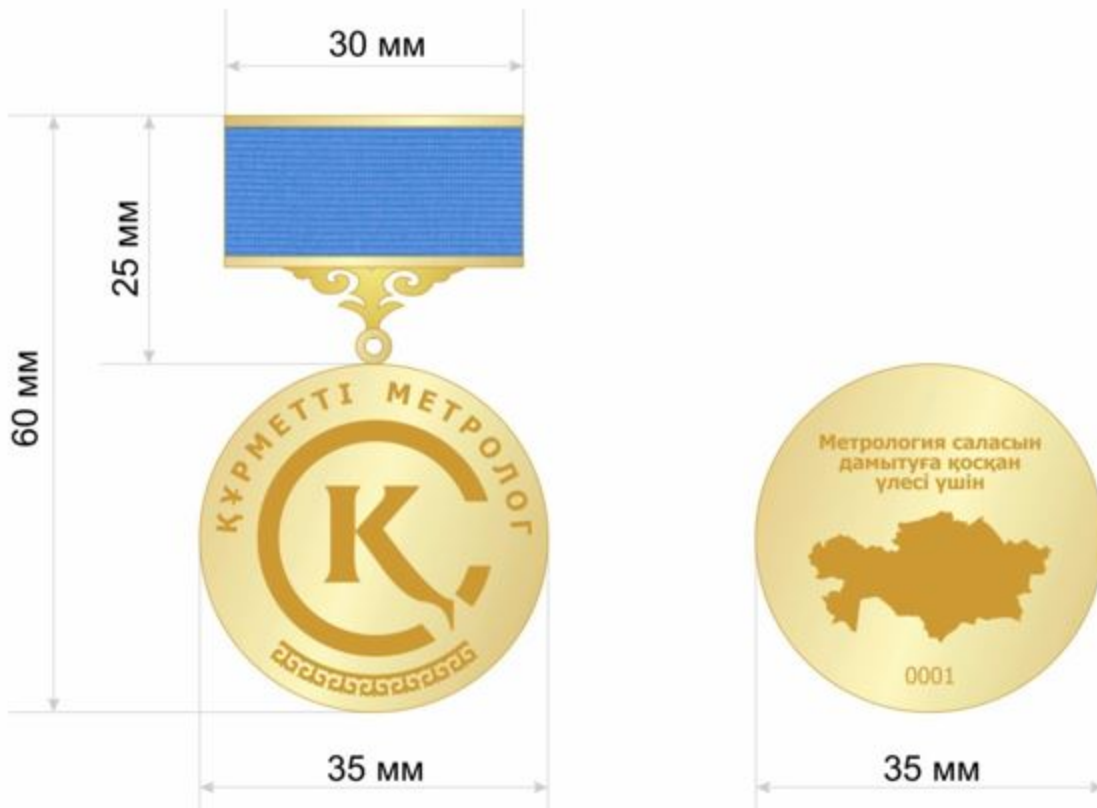 30 мм
25 мм
60 мм
ҚҰРМЕТТІ МЕТРОЛОГ
Қ
35 мм
Метрология саласын
дамытуға қосқан
үлесі үшін
0001
35 мм